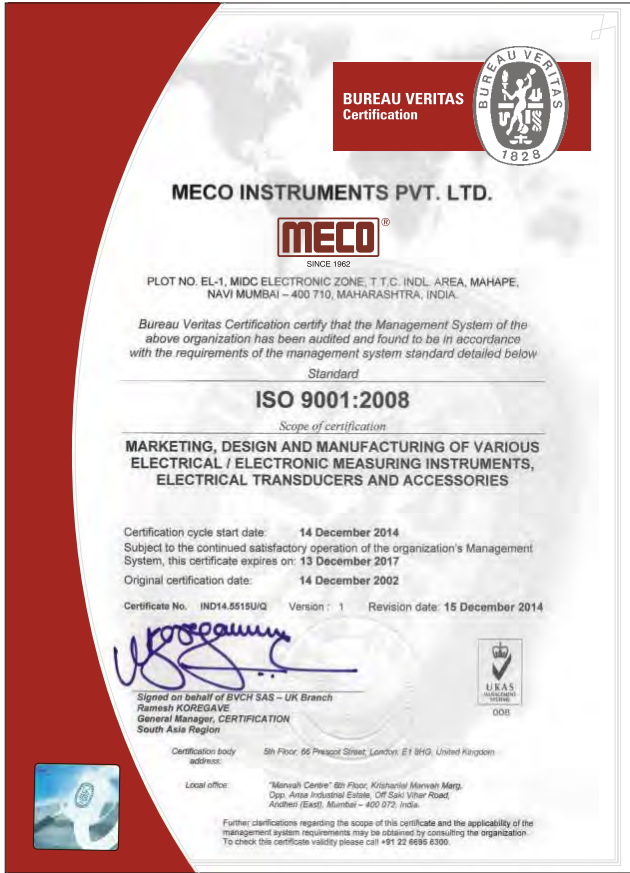 BUREAU VERITAS
Certification
BUREAU VERITAS
1828
MECO INSTRUMENTS PVT. LTD.
MECO®
SINCE 1962
PLOT NO. EL-1, MIDC ELECTRONIC ZONE, T.T.C. INDL. AREA, MAHAPE,
NAVI MUMBAI – 400 710, MAHARASHTRA, INDIA.
Bureau Veritas Certification certify that the Management System of the
above organization has been audited and found to be in accordance
with the requirements of the management system standard detailed below
Standard
ISO 9001:2008
Scope of certification
MARKETING, DESIGN AND MANUFACTURING OF VARIOUS
ELECTRICAL / ELECTRONIC MEASURING INSTRUMENTS,
ELECTRICAL TRANSDUCERS AND ACCESSORIES
Certification cycle start date: 14 December 2014
Subject to the continued satisfactory operation of the organization's Management
System, this certificate expires on: 13 December 2017
Original certification date: 14 December 2002
Certificate No. IND14.5515U/Q Version : 1 Revision date: 15 December 2014
Signed on behalf of BVCH SAS – UK Branch
Ramesh KOREGAVE
General Manager, CERTIFICATION
South Asia Region
UKAS
MANAGEMENT
SYSTEMS
008
Certification body 5th Floor, 66 Prescot Street, London, E1 8HG, United Kingdom
address:
Local office: "Marwah Centre" 6th Floor, Krishanlal Marwah Marg,
Opp. Ansa Industrial Estate, Off Saki Vihar Road,
Andheri (East), Mumbai – 400 072, India.
Further clarifications regarding the scope of this certificate and the applicability of the
management system requirements may be obtained by consulting the organization.
To check this certificate validity please call +91 22 6695 6300.